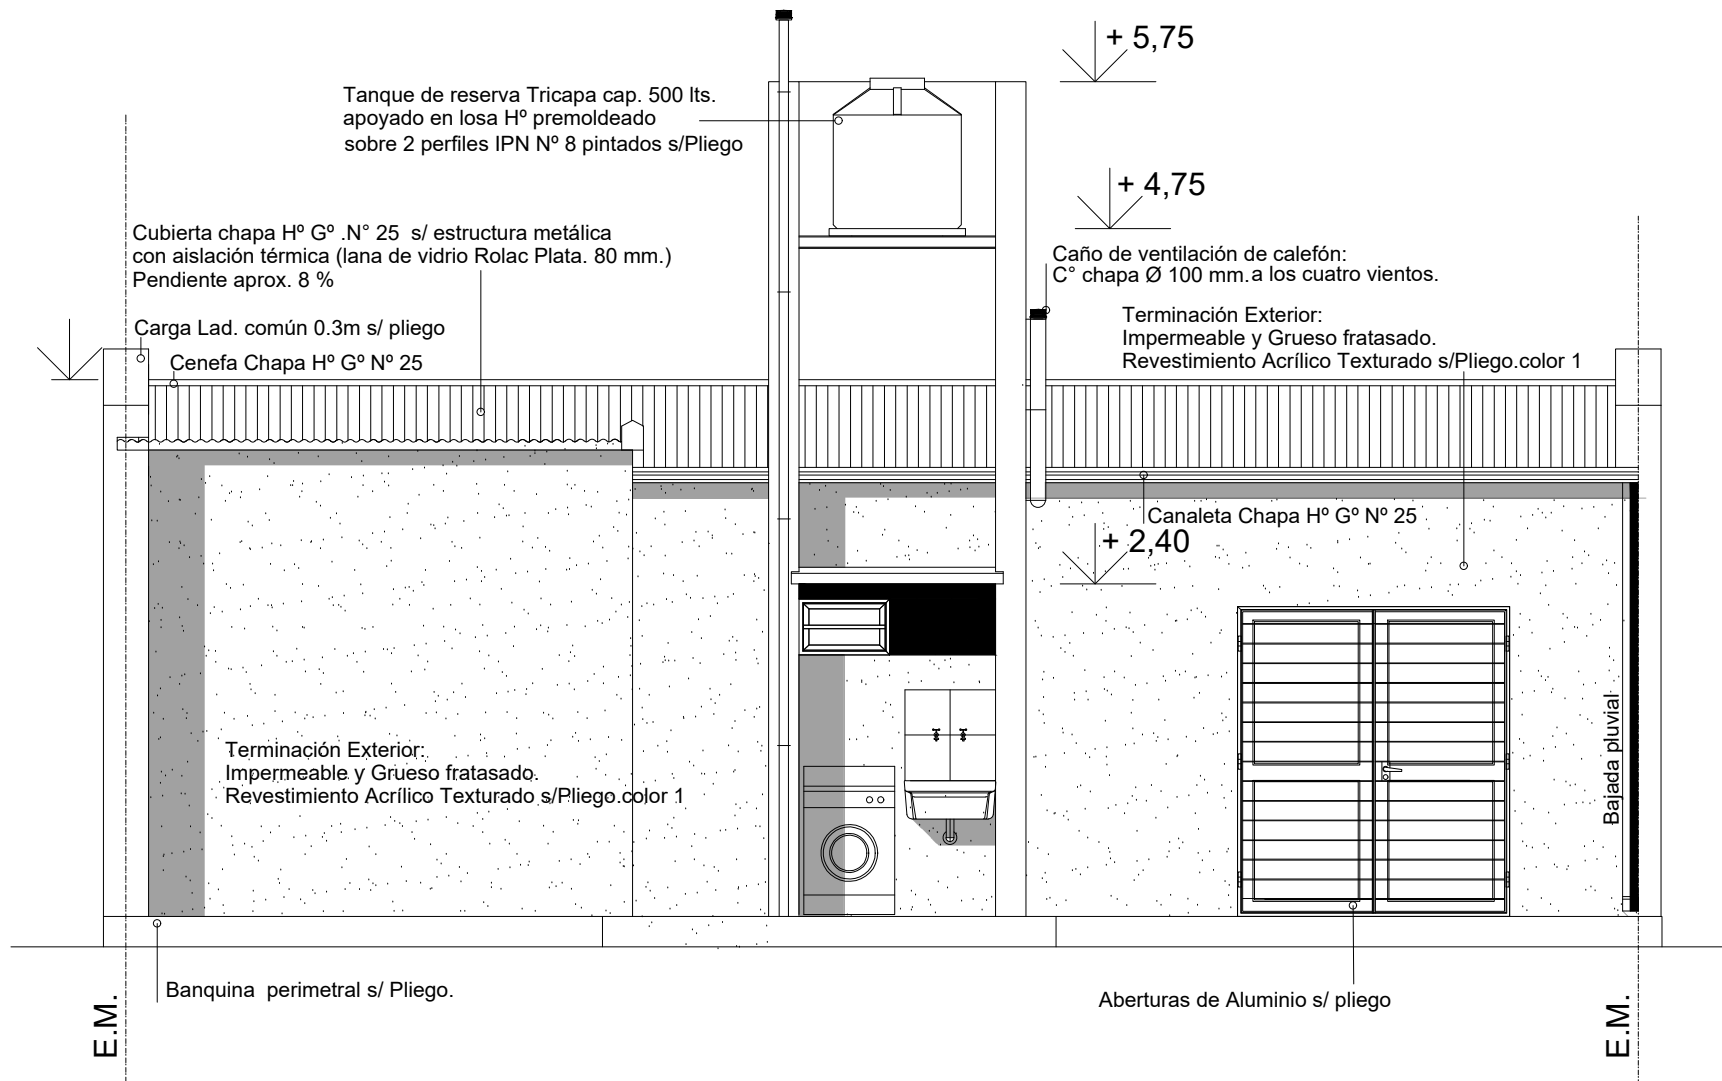 + 5,75
Tanque de reserva Tricapa cap. 500 lts.
apoyado en losa Hº premoldeado
sobre 2 perfiles IPN Nº 8 pintados s/Pliego
+ 4,75
Cubierta chapa Hº Gº .N° 25 s/ estructura metálica
con aislación térmica (lana de vidrio Rolac Plata. 80 mm.)
Pendiente aprox. 8 %
Caño de ventilación de calefón:
C° chapa Ø 100 mm.a los cuatro vientos.
Carga Lad. común 0.3m s/ pliego
Cenefa Chapa Hº Gº Nº 25
Terminación Exterior:
Impermeable y Grueso fratasado.
Revestimiento Acrílico Texturado s/Pliego.color 1
Canaleta Chapa Hº Gº Nº 25
+ 2,40
Terminación Exterior:
Impermeable y Grueso fratasado.
Revestimiento Acrílico Texturado s/Pliego.color 1
Bajada pluvial
Banquina perimetral s/ Pliego.
Aberturas de Aluminio s/ pliego
E.M.
E.M.